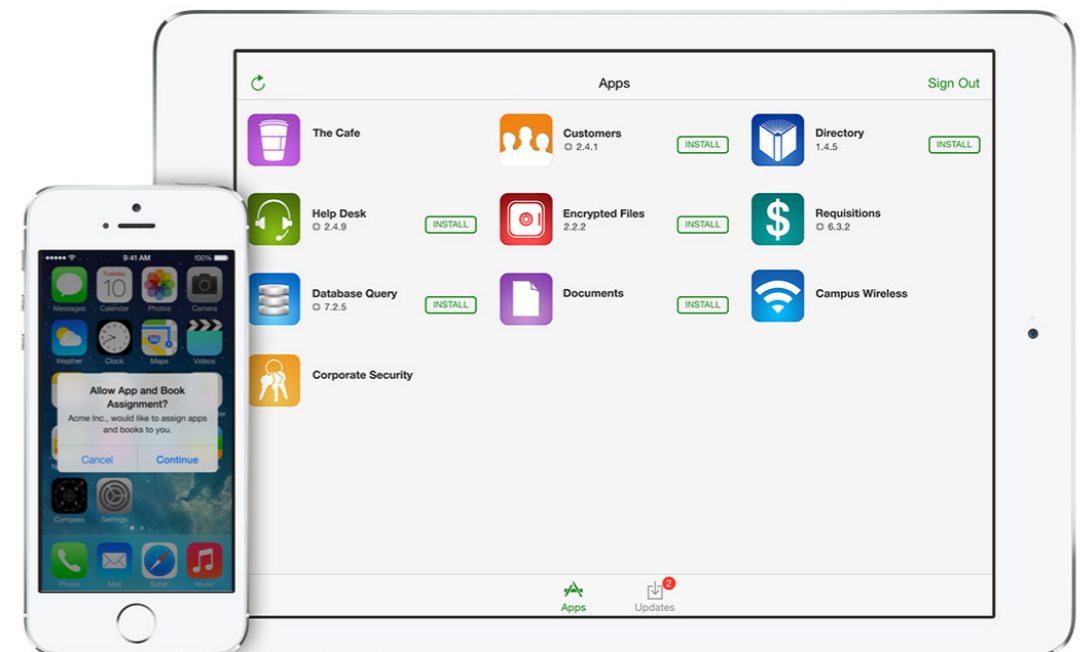 Apps
Sign Out
The Cafe
Customers
2.4.1
INSTALL
Directory
1.4.5
INSTALL
Help Desk
2.4.9
INSTALL
Encrypted Files
2.2.2
INSTALL
Requisitions
6.3.2
Database Query
7.2.5
INSTALL
Documents
INSTALL
Campus Wireless
Corporate Security
Apps
Updates
2
9:41 AM
100%
Tuesday
10
Messages
Calendar
Photos
Camera
Weather
Clock
Maps
Videos
Allow App and Book
Assignment?
Acme Inc., would like to assign apps
and books to you.
Cancel
Continue
Compass
Settings
Phone
Mail
Safari
Music